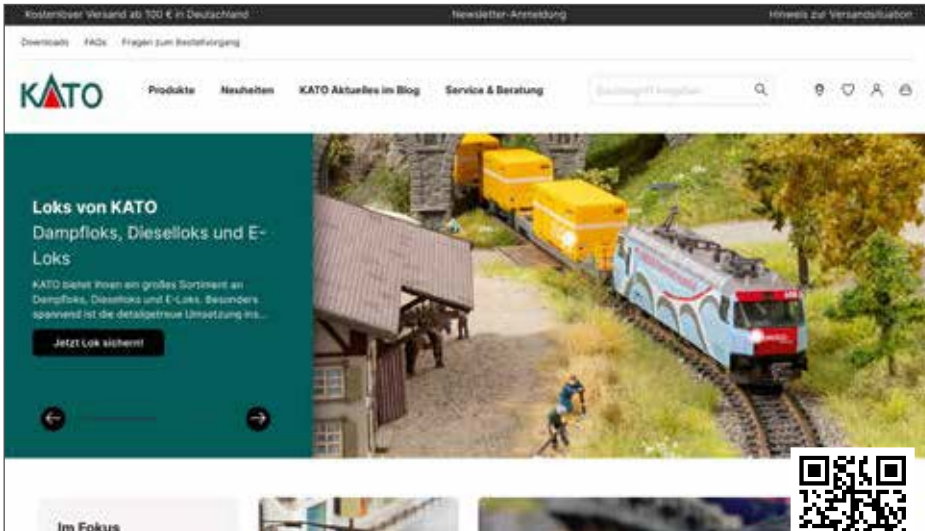 Kostenloser Versand ab 100 € in Deutschland
Newsletter-Anmeldung
Hinweis zur Versandsituation
Downloads FAQs Fragen zum Bestellvorgang
KATO
Produkte Neuheiten KATO Aktuelles im Blog Service & Beratung
Loks von KATO
Dampfloks, Dieselloks und E-
Loks
KATO bietet Ihnen ein großes Sortiment an
Dampfloks, Dieselloks und E-Loks. Besonders
spannend ist die detailgetreue Umsetzung ins...
Jetzt Lok sichern!
Im Fokus